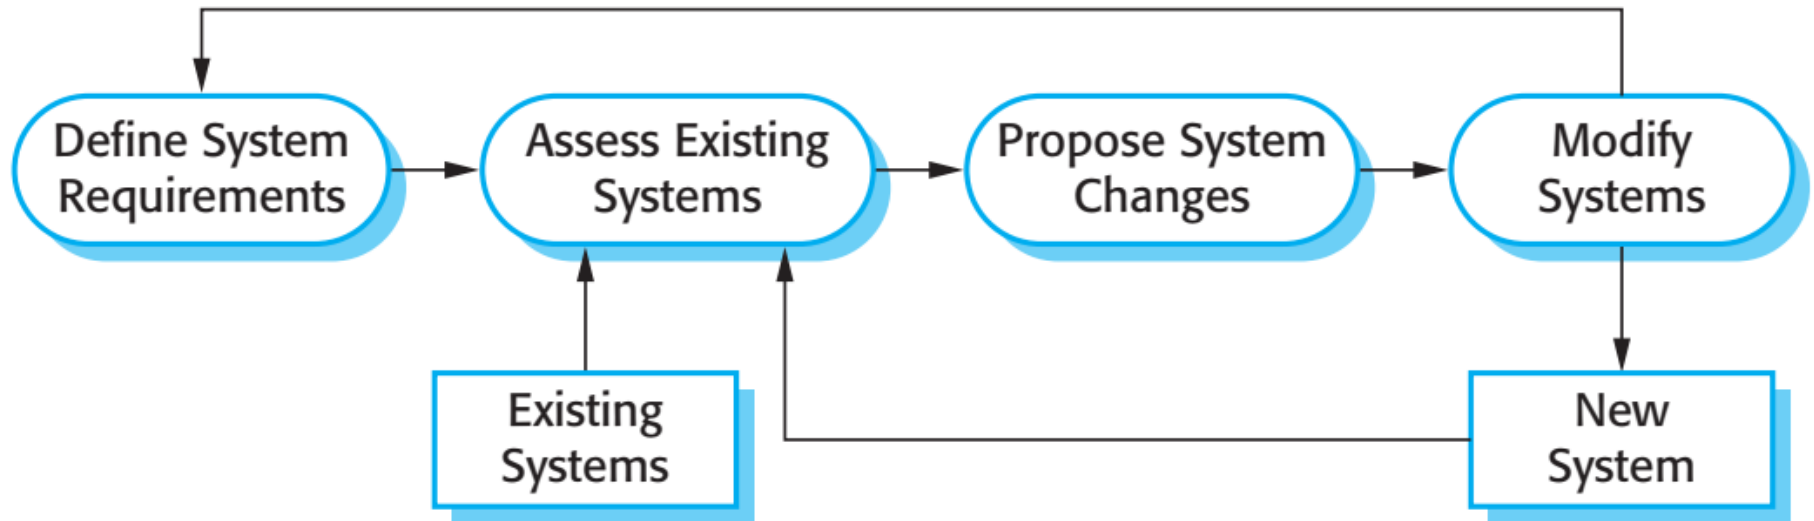 Define System
Requirements
Assess Existing
Systems
Propose System
Changes
Modify
Systems
Existing
Systems
New
System